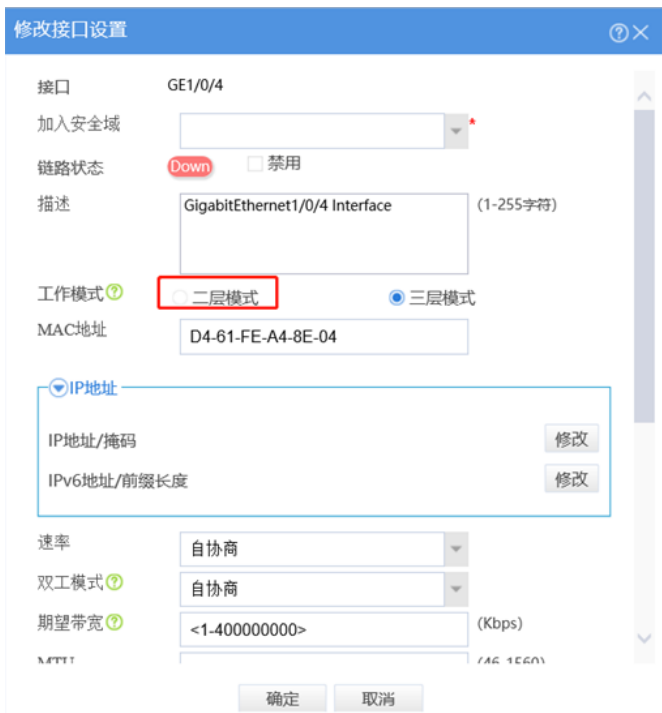 修改接口设置
接口 GE1/0/4
加入安全域 *
链路状态 Down 禁用
描述 GigabitEthernet1/0/4 Interface (1-255字符)
工作模式 二层模式 三层模式
MAC地址 D4-61-FE-A4-8E-04
IP地址
IP地址/掩码 修改
IPv6地址/前缀长度 修改
速率 自协商
双工模式 自协商
期望带宽 <1-400000000> (Kbps)
MTU (46-1560)
确定 取消